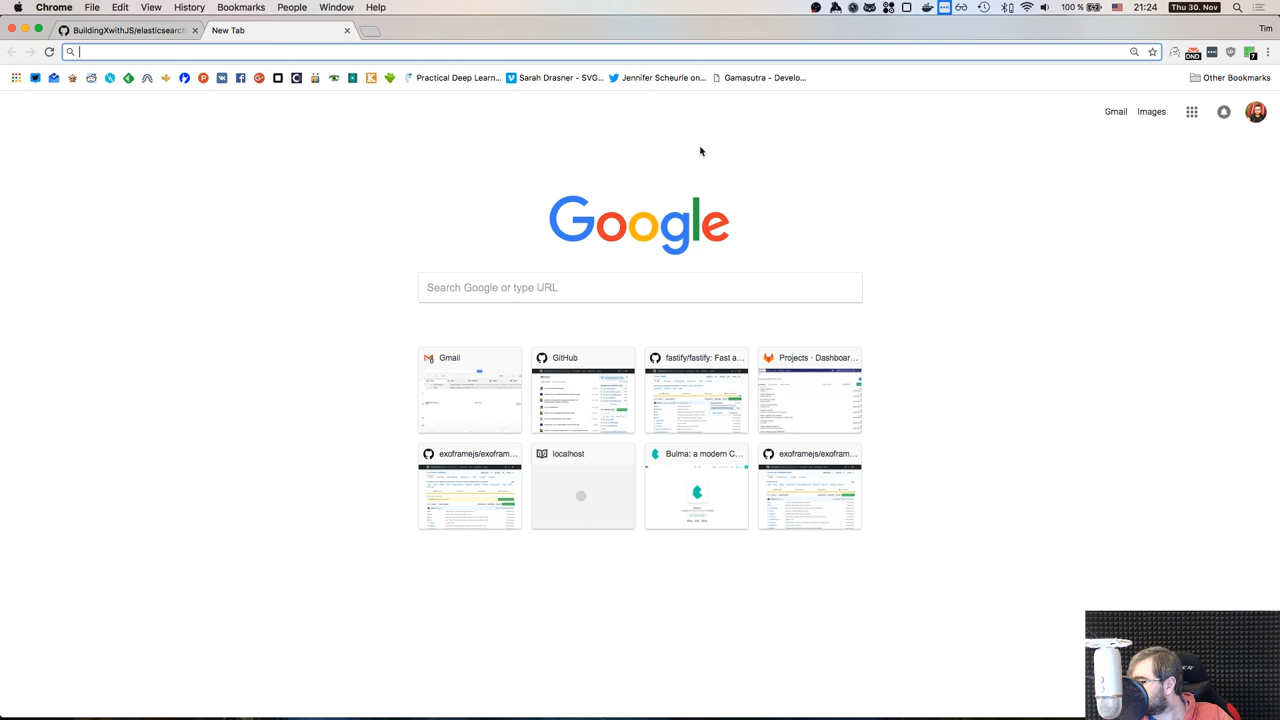 Chrome File Edit View History Bookmarks People Window Help 100 % Thu 30. Nov 21:24
Tim
BuildingXwithJS/elasticsearch New Tab
Practical Deep Learn... Sarah Drasner - SVG... Jennifer Scheurle on... Gamasutra - Develo... Other Bookmarks
Gmail Images
Google
Search Google or type URL
Gmail GitHub fastify/fastify: Fast a... Projects · Dashboar...
exoframejs/exofram... localhost Bulma: a modern C... exoframejs/exofram...